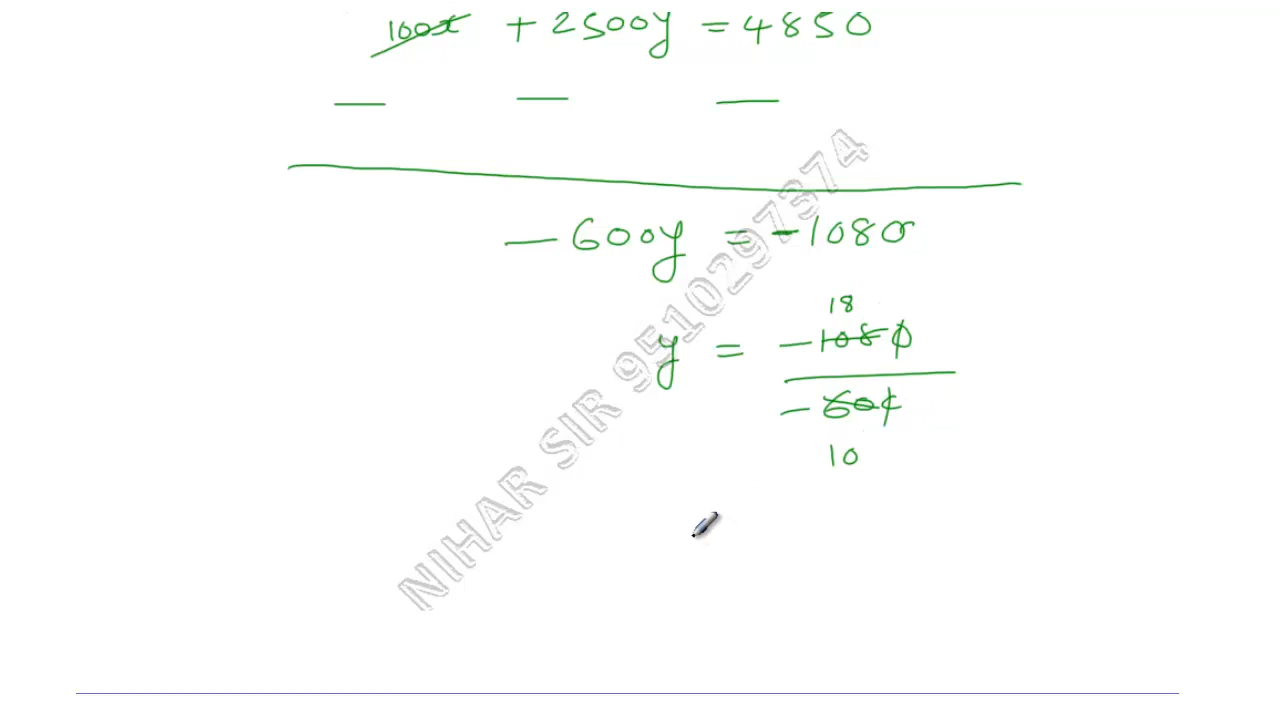 100x + 2500y = 4850
— — —
— 600y = -1080
18
y = -1080
-600
10
NIHAR SIR 9510297374